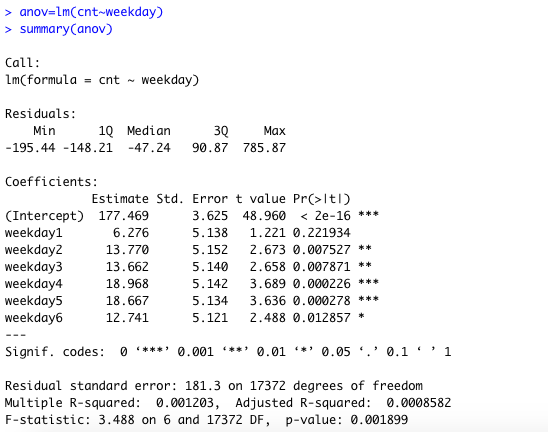 > anov=lm(cnt~weekday)
> summary(anov)
Call:
lm(formula = cnt ~ weekday)
Residuals:
    Min      1Q  Median      3Q     Max
-195.44 -148.21  -47.24   90.87  785.87
Coefficients:
            Estimate Std. Error t value Pr(>|t|)
(Intercept)  177.469      3.625  48.960  < 2e-16 ***
weekday1       6.276      5.138   1.221 0.221934
weekday2      13.770      5.152   2.673 0.007527 **
weekday3      13.662      5.140   2.658 0.007871 **
weekday4      18.968      5.142   3.689 0.000226 ***
weekday5      18.667      5.134   3.636 0.000278 ***
weekday6      12.741      5.121   2.488 0.012857 *
---
Signif. codes:  0 ‘***’ 0.001 ‘**’ 0.01 ‘*’ 0.05 ‘.’ 0.1 ‘ ’ 1
Residual standard error: 181.3 on 17372 degrees of freedom
Multiple R-squared:  0.001203,	Adjusted R-squared:  0.0008582
F-statistic: 3.488 on 6 and 17372 DF,  p-value: 0.001899